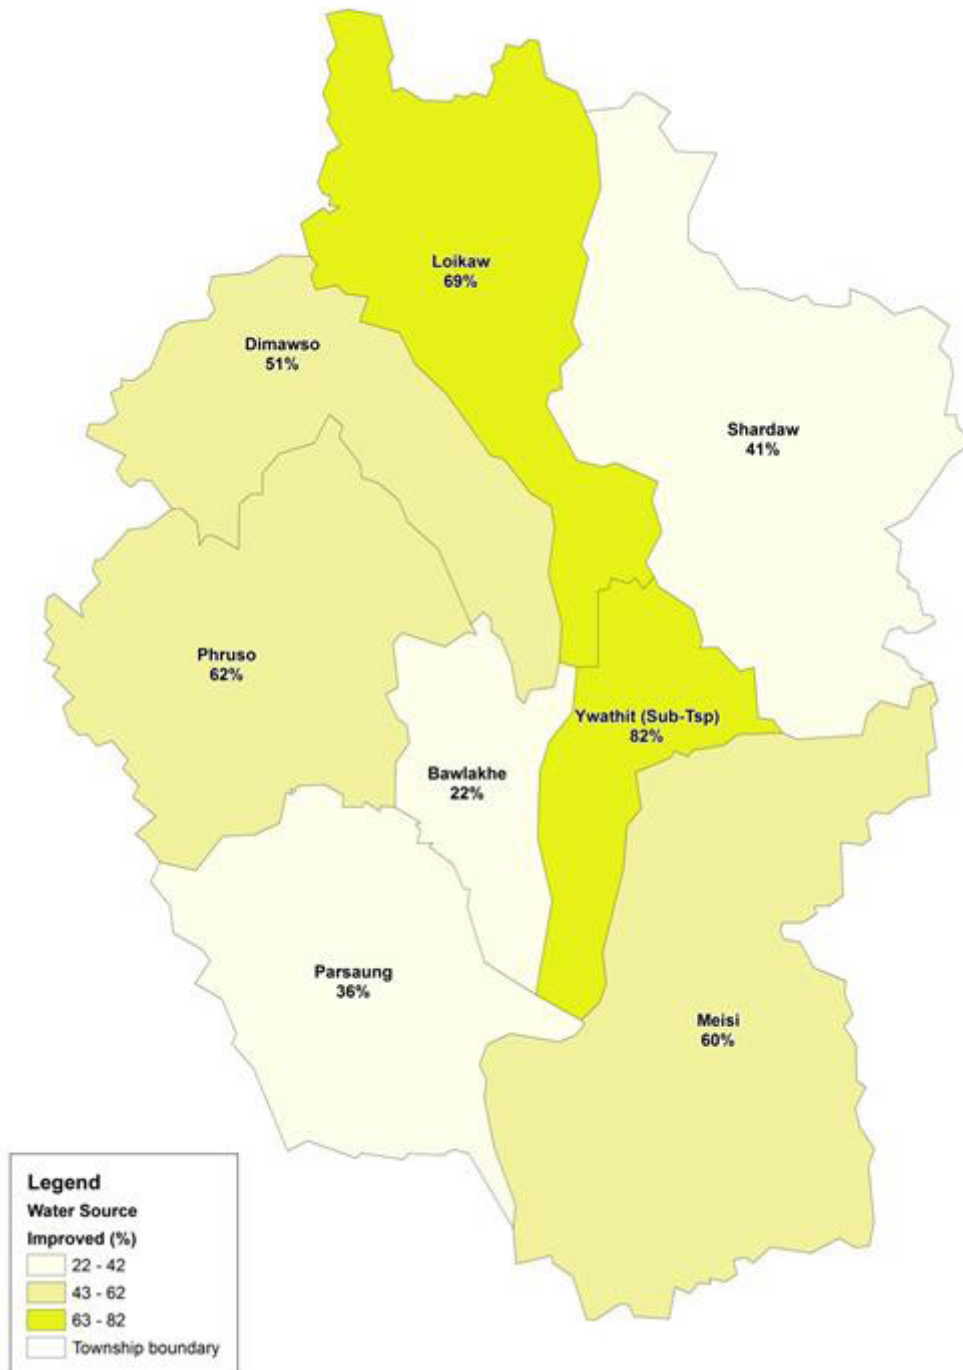 Loikaw
69%
Dimawso
51%
Shardaw
41%
Phruso
62%
Ywathit (Sub-Tsp)
82%
Bawlakhe
22%
Parsaung
36%
Meisi
60%
Legend
Water Source
Improved (%)
22 - 42
43 - 62
63 - 82
Township boundary